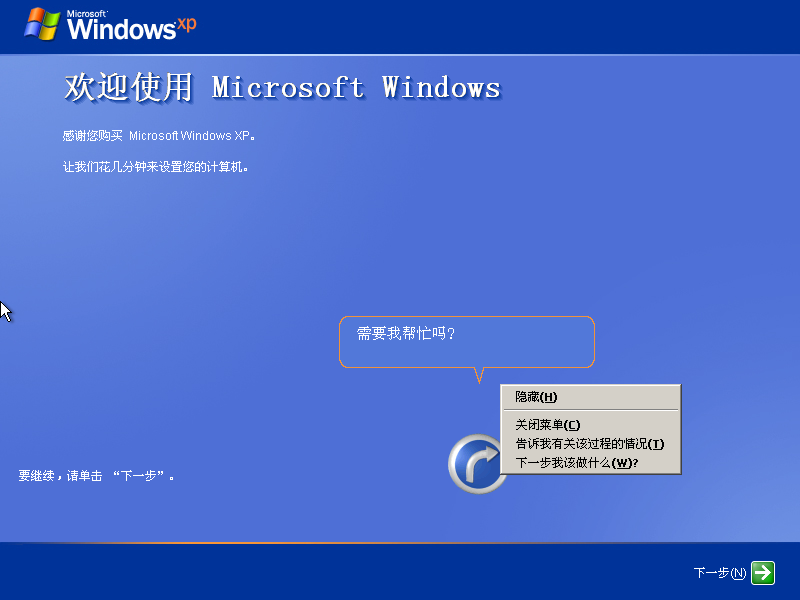 Microsoft
Windows xp
欢迎使用 Microsoft Windows
感谢您购买 Microsoft Windows XP。
让我们花几分钟来设置您的计算机。
需要我帮忙吗?
隐藏(H)
关闭菜单(C)
告诉我有关该过程的情况(T)
下一步我该做什么(W)?
要继续，请单击 “下一步”。
下一步(N)